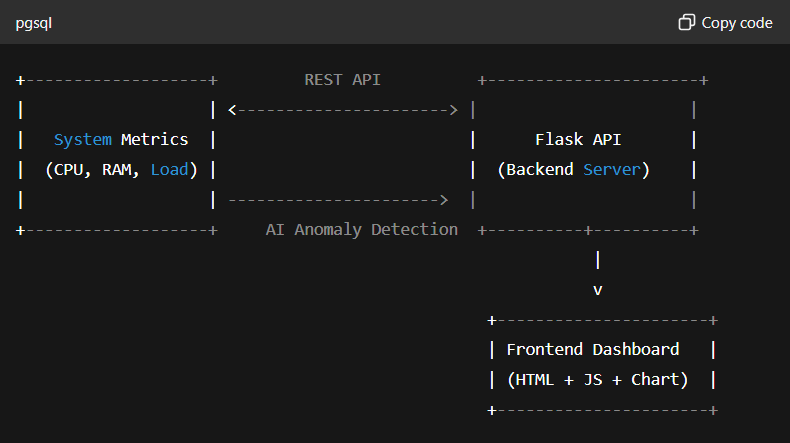 pgsql Copy code
+-------------------+         REST API          +----------------------+
|                   | <----------------------> |                      |
|   System Metrics  |                          |      Flask API       |
|  (CPU, RAM, Load) |                          |  (Backend Server)    |
|                   | ----------------------> |                      |
+-------------------+     AI Anomaly Detection  +----------+----------+
|
v
+----------------------+
| Frontend Dashboard   |
| (HTML + JS + Chart)  |
+----------------------+